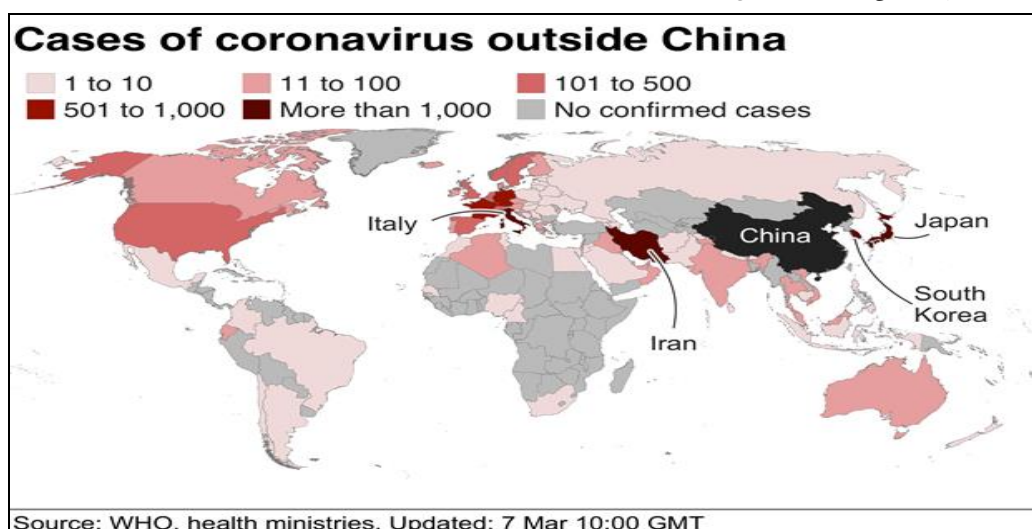 Cases of coronavirus outside China
1 to 10 11 to 100 101 to 500
501 to 1,000 More than 1,000 No confirmed cases
Italy
China
Japan
South
Korea
Iran
Source: WHO, health ministries. Updated: 7 Mar 10:00 GMT